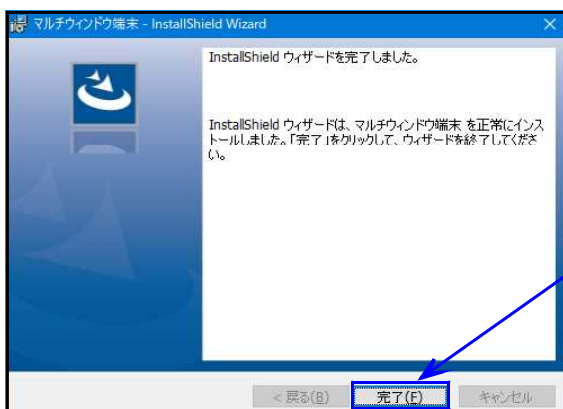 マルチウィンドウ端末 - InstallShield Wizard
InstallShield ウィザードを完了しました。
InstallShield ウィザードは、マルチウィンドウ端末 を正常にインス
トールしました。「完了」をクリックして、ウィザードを終了してくださ
い。
< 戻る(B)
完了(F)
キャンセル